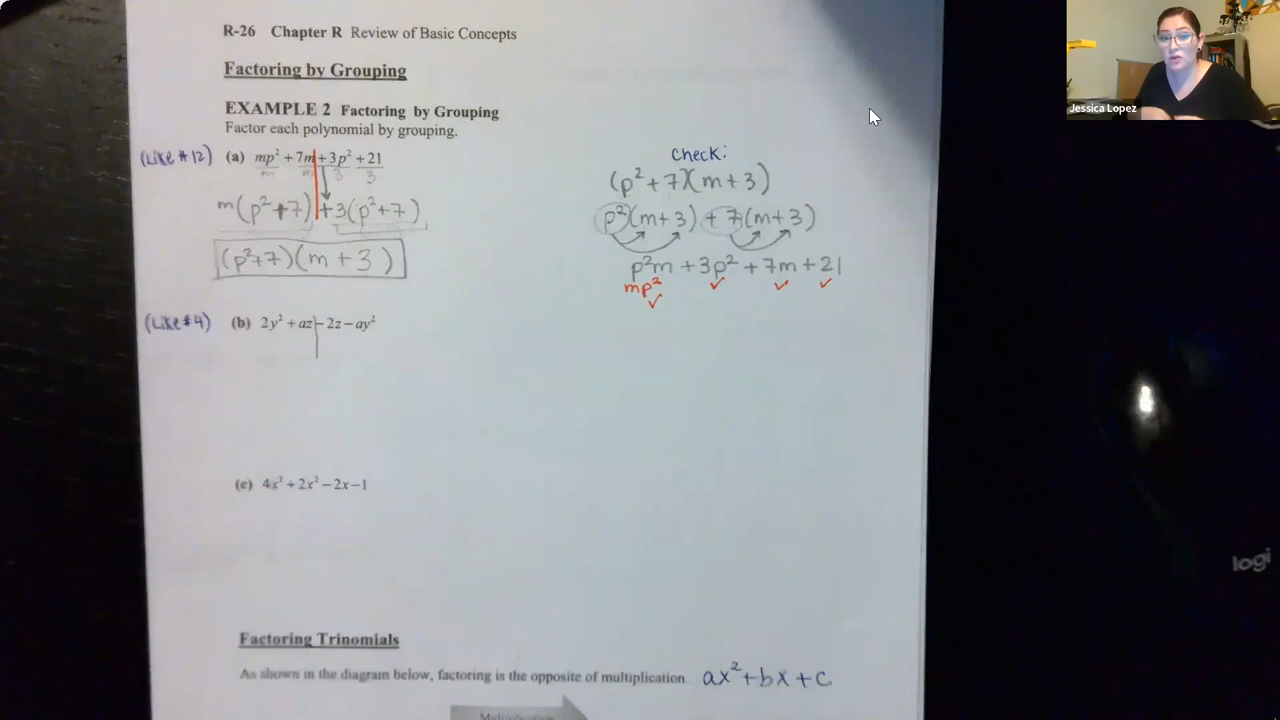 R-26 Chapter R Review of Basic Concepts
Jessica Lopez
Factoring by Grouping
EXAMPLE 2 Factoring by Grouping
Factor each polynomial by grouping.
(Like #12) (a) mp² + 7m + 3p² + 21
m m 3 3
m(p²+7) +3(p²+7)
(p²+7)(m+3)
Check:
(p²+7)(m+3)
p²(m+3) + 7(m+3)
p²m + 3p² + 7m + 21
mp² ✓ ✓ ✓ ✓
(Like #4) (b) 2y² + az − 2z − ay²
(c) 4x³ + 2x² − 2x − 1
logi
Factoring Trinomials
As shown in the diagram below, factoring is the opposite of multiplication. ax²+bx+c
Multiplication